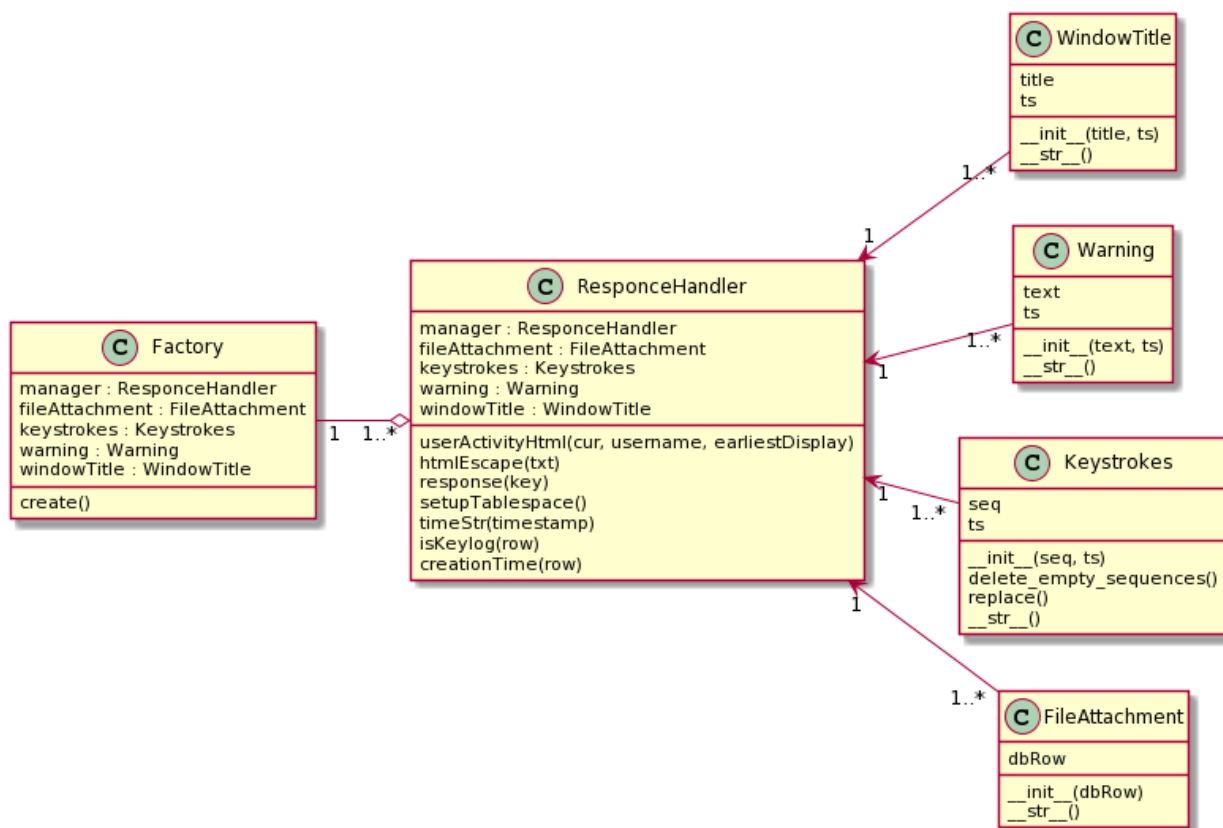 C Factory
manager : ResponceHandler
fileAttachment : FileAttachment
keystrokes : Keystrokes
warning : Warning
windowTitle : WindowTitle
create()
1
1..*
C ResponceHandler
manager : ResponceHandler
fileAttachment : FileAttachment
keystrokes : Keystrokes
warning : Warning
windowTitle : WindowTitle
userActivityHtml(cur, username, earliestDisplay)
htmlEscape(txt)
response(key)
setupTablespace()
timeStr(timestamp)
isKeylog(row)
creationTime(row)
1
1..*
C WindowTitle
title
ts
__init__(title, ts)
__str__()
1
1..*
C Warning
text
ts
__init__(text, ts)
__str__()
1
1..*
C Keystrokes
seq
ts
__init__(seq, ts)
delete_empty_sequences()
replace()
__str__()
1
1..*
C FileAttachment
dbRow
__init__(dbRow)
__str__()